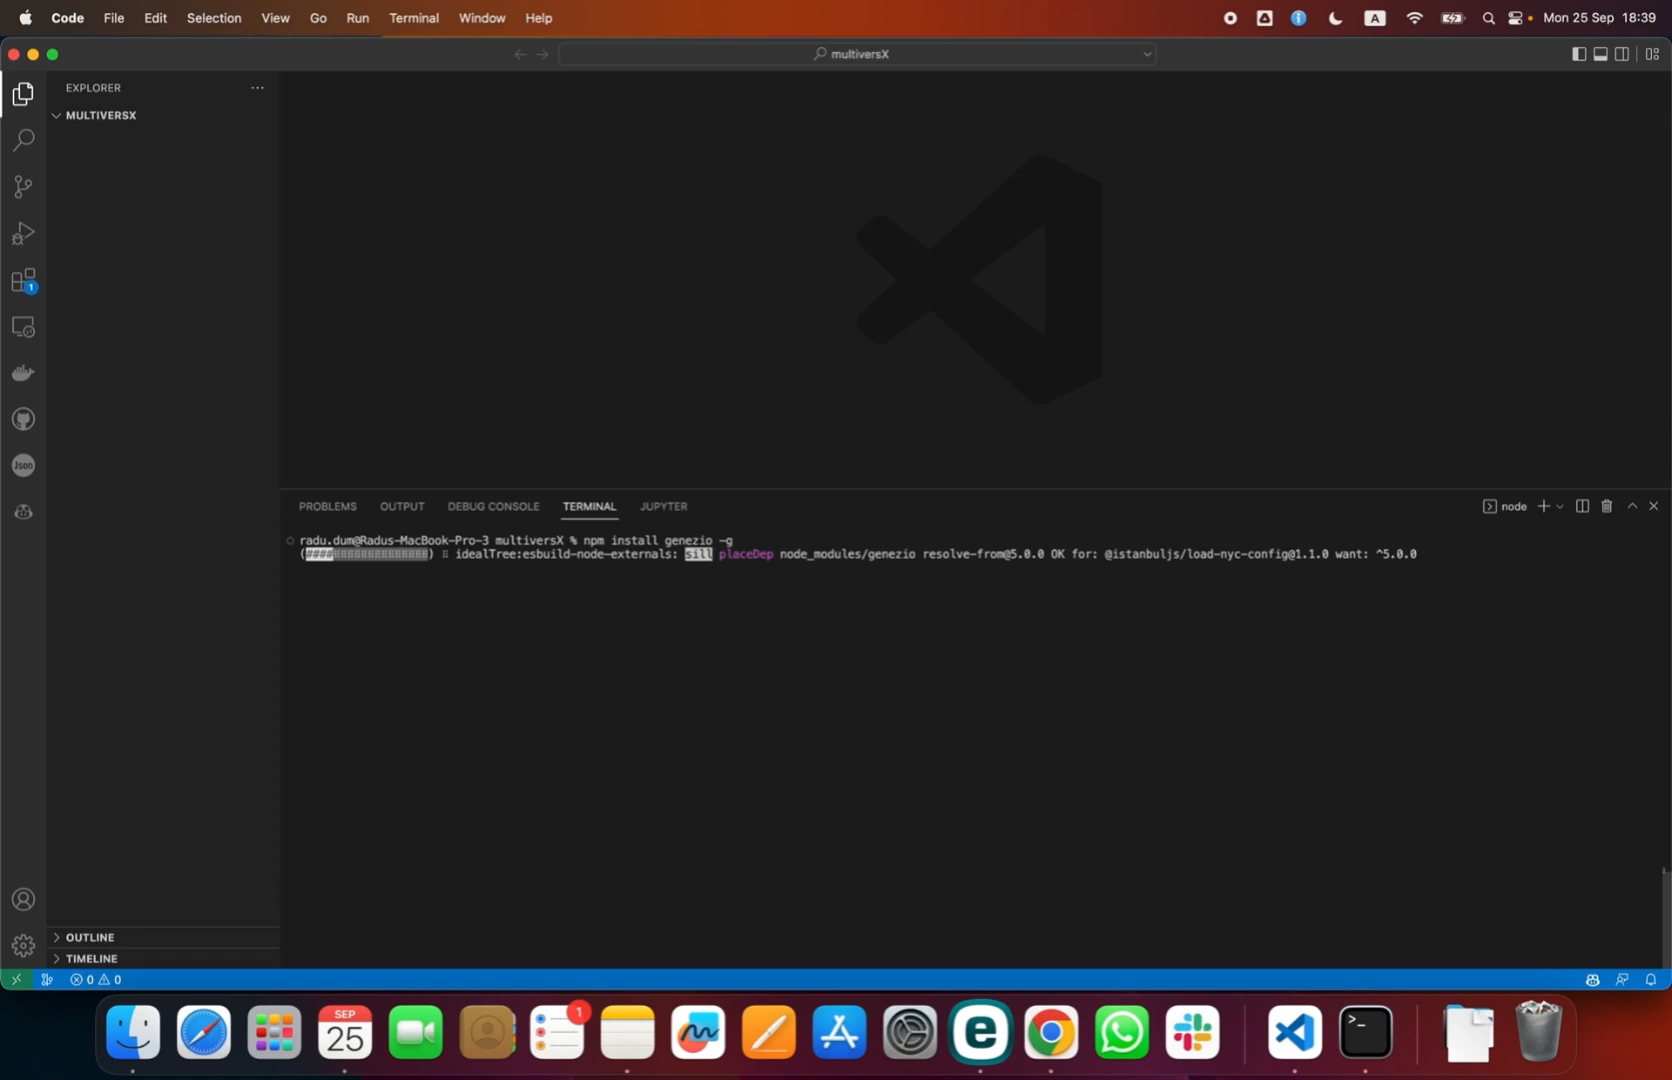 Code File Edit Selection View Go Run Terminal Window Help A Mon 25 Sep 18:39
multiversX
EXPLORER
MULTIVERSX
1
Json
PROBLEMS OUTPUT DEBUG CONSOLE TERMINAL JUPYTER node
radu.dum@Radus-MacBook-Pro-3 multiversX % npm install genezio -g
(####) ⠸ idealTree:esbuild-node-externals: sill placeDep node_modules/genezio resolve-from@5.0.0 OK for: @istanbuljs/load-nyc-config@1.1.0 want: ^5.0.0
OUTLINE
TIMELINE
0 0
SEP
25
1
e
>_